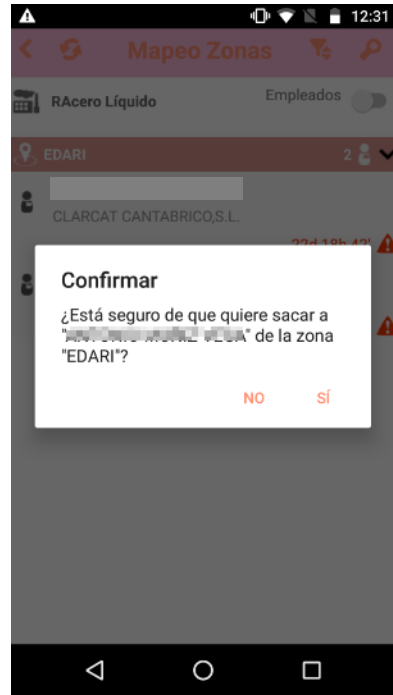 12:31
Mapeo Zonas
RAcero Líquido
Empleados
EDARI
2
CLARCAT CANTABRICO,S.L.
22d 18h 42'
Confirmar
¿Está seguro de que quiere sacar a
" " de la zona
"EDARI"?
NO
SÍ